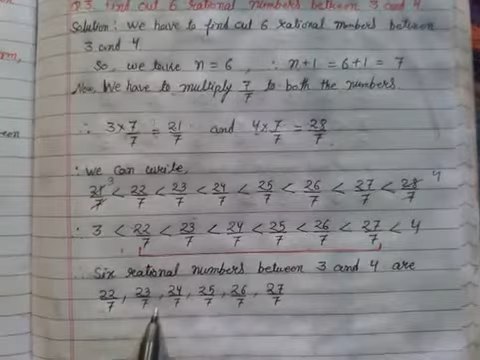 Q.3 Find out 6 rational numbers between 3 and 4
Solution: We have to find out 6 rational numbers between
3 and 4.
So, we take n = 6, ∴ n+1 = 6+1 = 7
Now, We have to multiply 7/7 to both the numbers.
∴ 3 × 7/7 = 21/7 and 4 × 7/7 = 28/7
∴ We can write,
21/7 3 < 22/7 < 23/7 < 24/7 < 25/7 < 26/7 < 27/7 < 28/7 4
∴ 3 < 22/7 < 23/7 < 24/7 < 25/7 < 26/7 < 27/7 < 4
∴ Six rational numbers between 3 and 4 are
22/7, 23/7, 24/7, 25/7, 26/7, 27/7